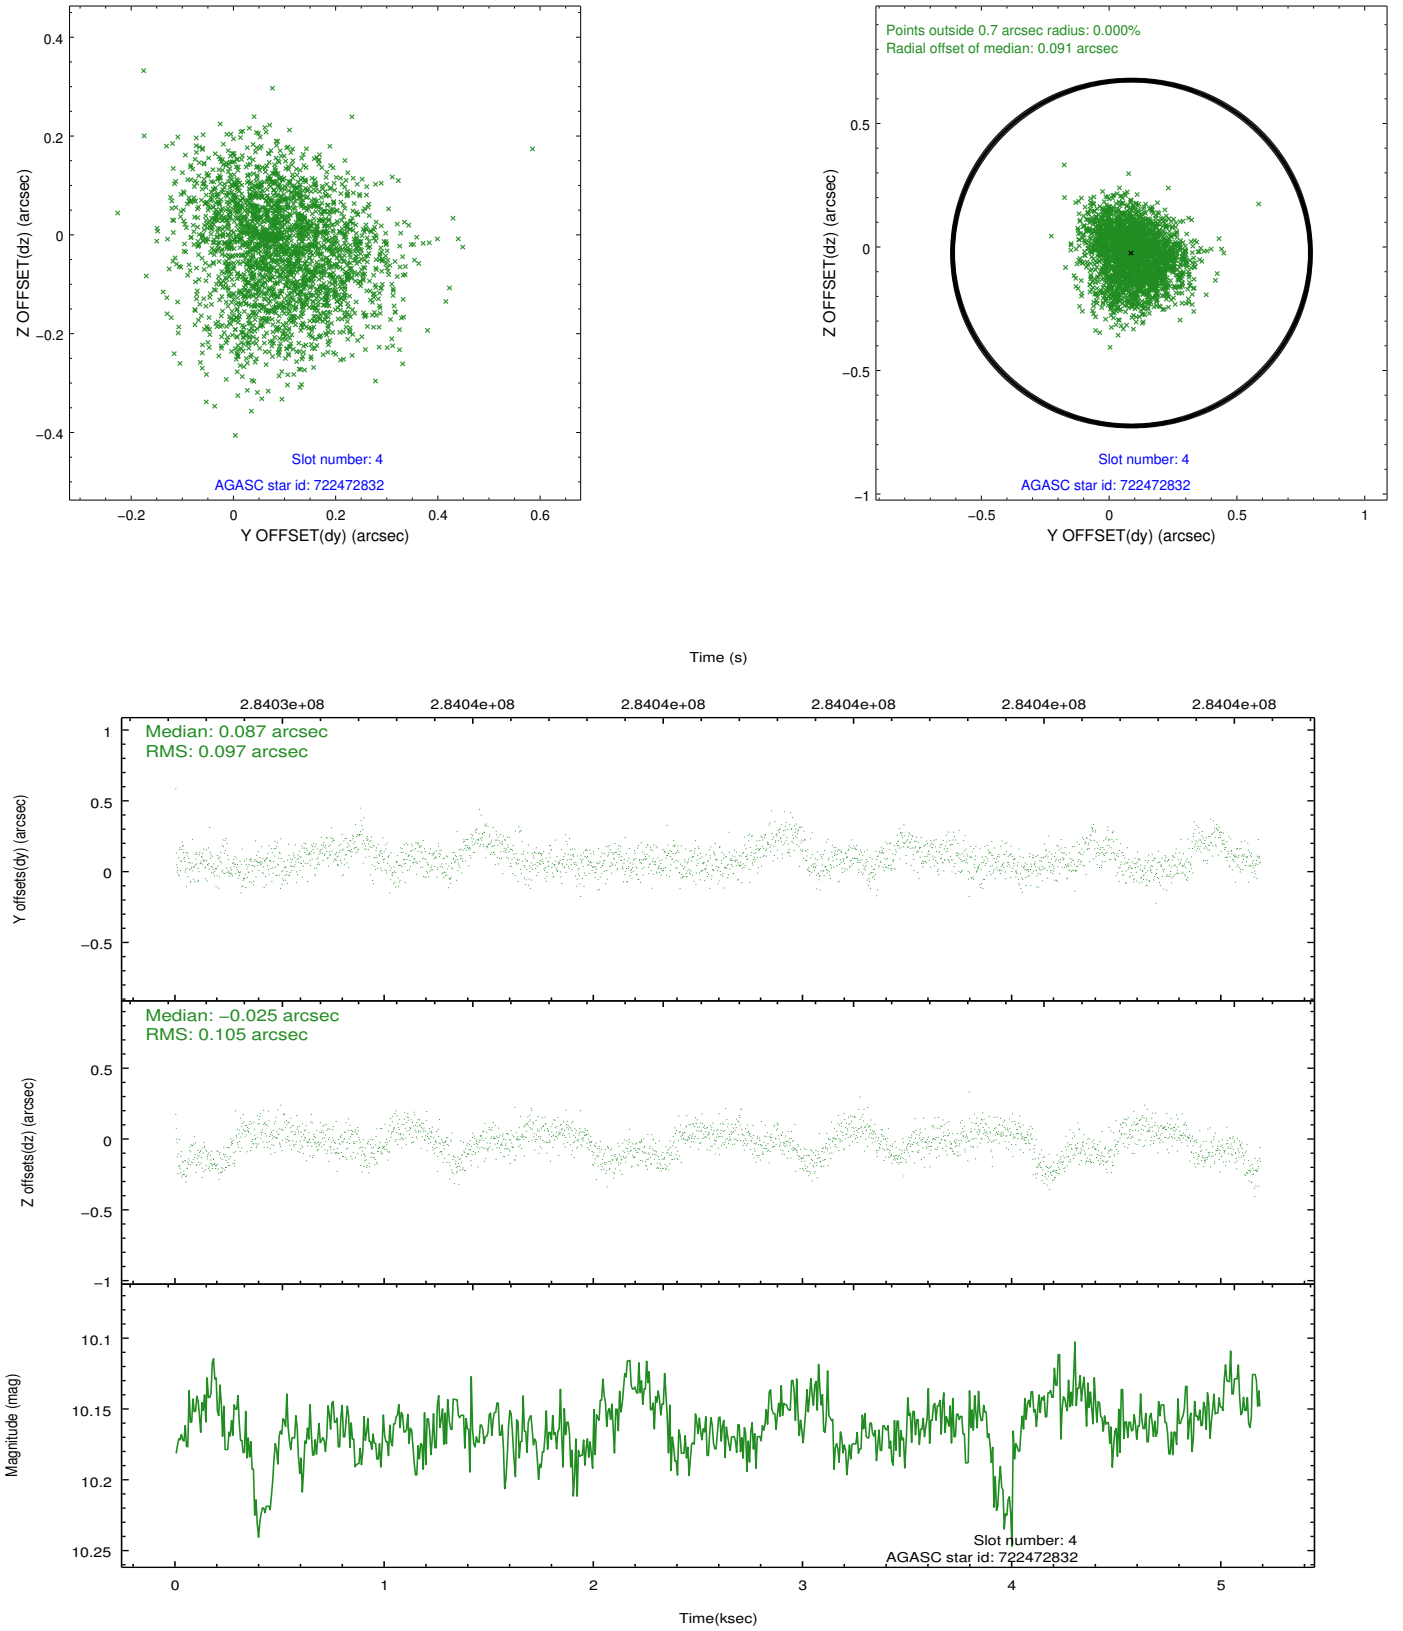 0.4
0.2
0
−0.2
−0.4
Z OFFSET(dz) (arcsec)
Slot number: 4
AGASC star id: 722472832
−0.2 0 0.2 0.4 0.6
Y OFFSET(dy) (arcsec)
Points outside 0.7 arcsec radius: 0.000%
Radial offset of median: 0.091 arcsec
0.5
0
−0.5
−1
Z OFFSET(dz) (arcsec)
Slot number: 4
AGASC star id: 722472832
−0.5 0 0.5 1
Y OFFSET(dy) (arcsec)
Time (s)
2.8403e+08 2.8404e+08 2.8404e+08 2.8404e+08 2.8404e+08 2.8404e+08
Median: 0.087 arcsec
RMS: 0.097 arcsec
1
0.5
0
−0.5
Y offsets(dy) (arcsec)
Median: −0.025 arcsec
RMS: 0.105 arcsec
0.5
0
−0.5
−1
Z offsets(dz) (arcsec)
10.1
10.15
10.2
10.25
Magnitude (mag)
Slot number: 4
AGASC star id: 722472832
0 1 2 3 4 5
Time(ksec)